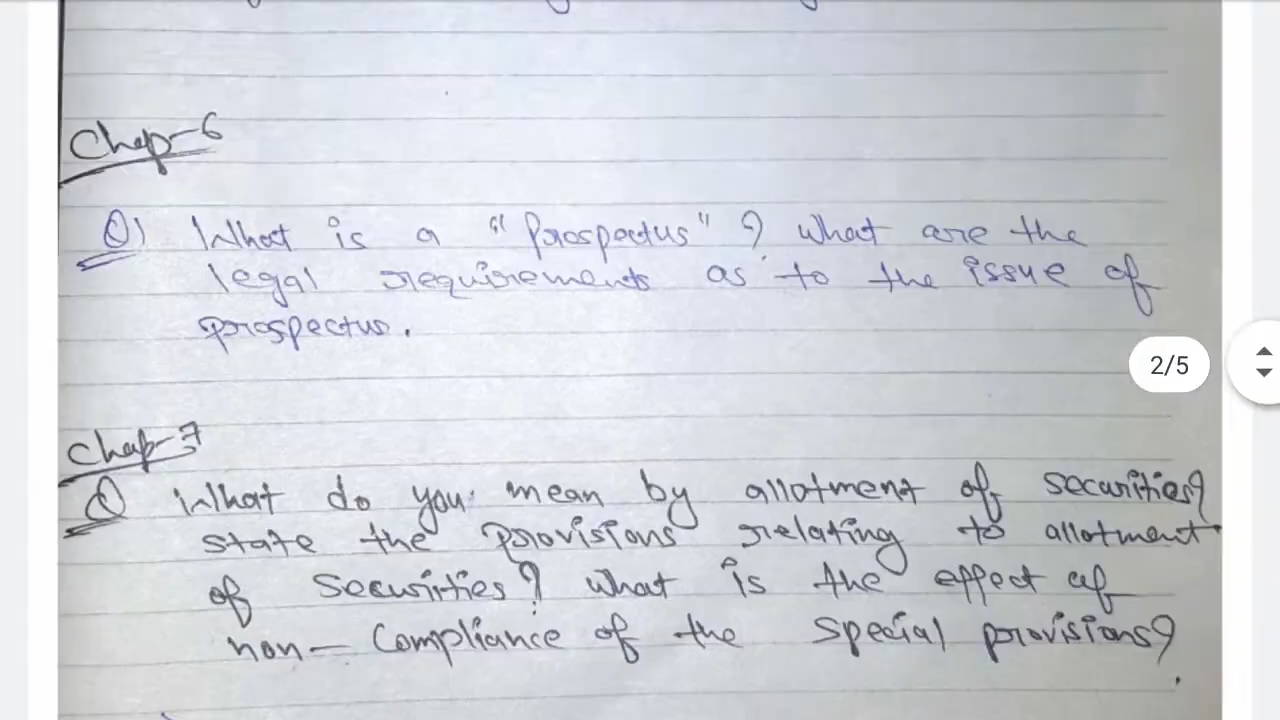 Chap-6
Q) What is a "Prospectus"? What are the
legal requirements as to the issue of
prospectus.
2/5
Chap-7
Q What do you mean by allotment of securities?
state the provisions relating to allotment
of securities? What is the effect of
non-Compliance of the special provisions?